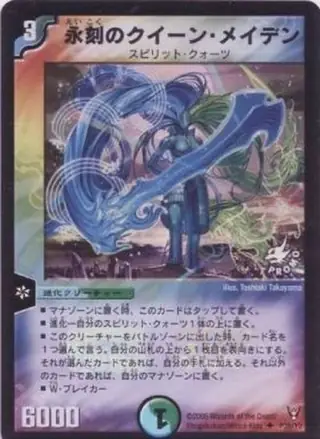 3
えいこく
永刻のクイーン・メイデン
スピリット・クォーツ
PRO
illus. Toshiaki Takayama
進化クリーチャー
■ マナゾーンに置く時、このカードはタップして置く。
■ 進化ー自分のスピリット・クォーツ1体の上に置く。
■ このクリーチャーをバトルゾーンに出した時、カード名を
1つ選んで言う。自分の山札の上から1枚目を表向きにする。
それが選んだカードであれば、自分の手札に加える。それ以外
のカードであれば、自分のマナゾーンに置く。
■ W・ブレイカー
6000
1
©2005 Wizards of the Coast/
Shogakukan/Mitsui-Kids